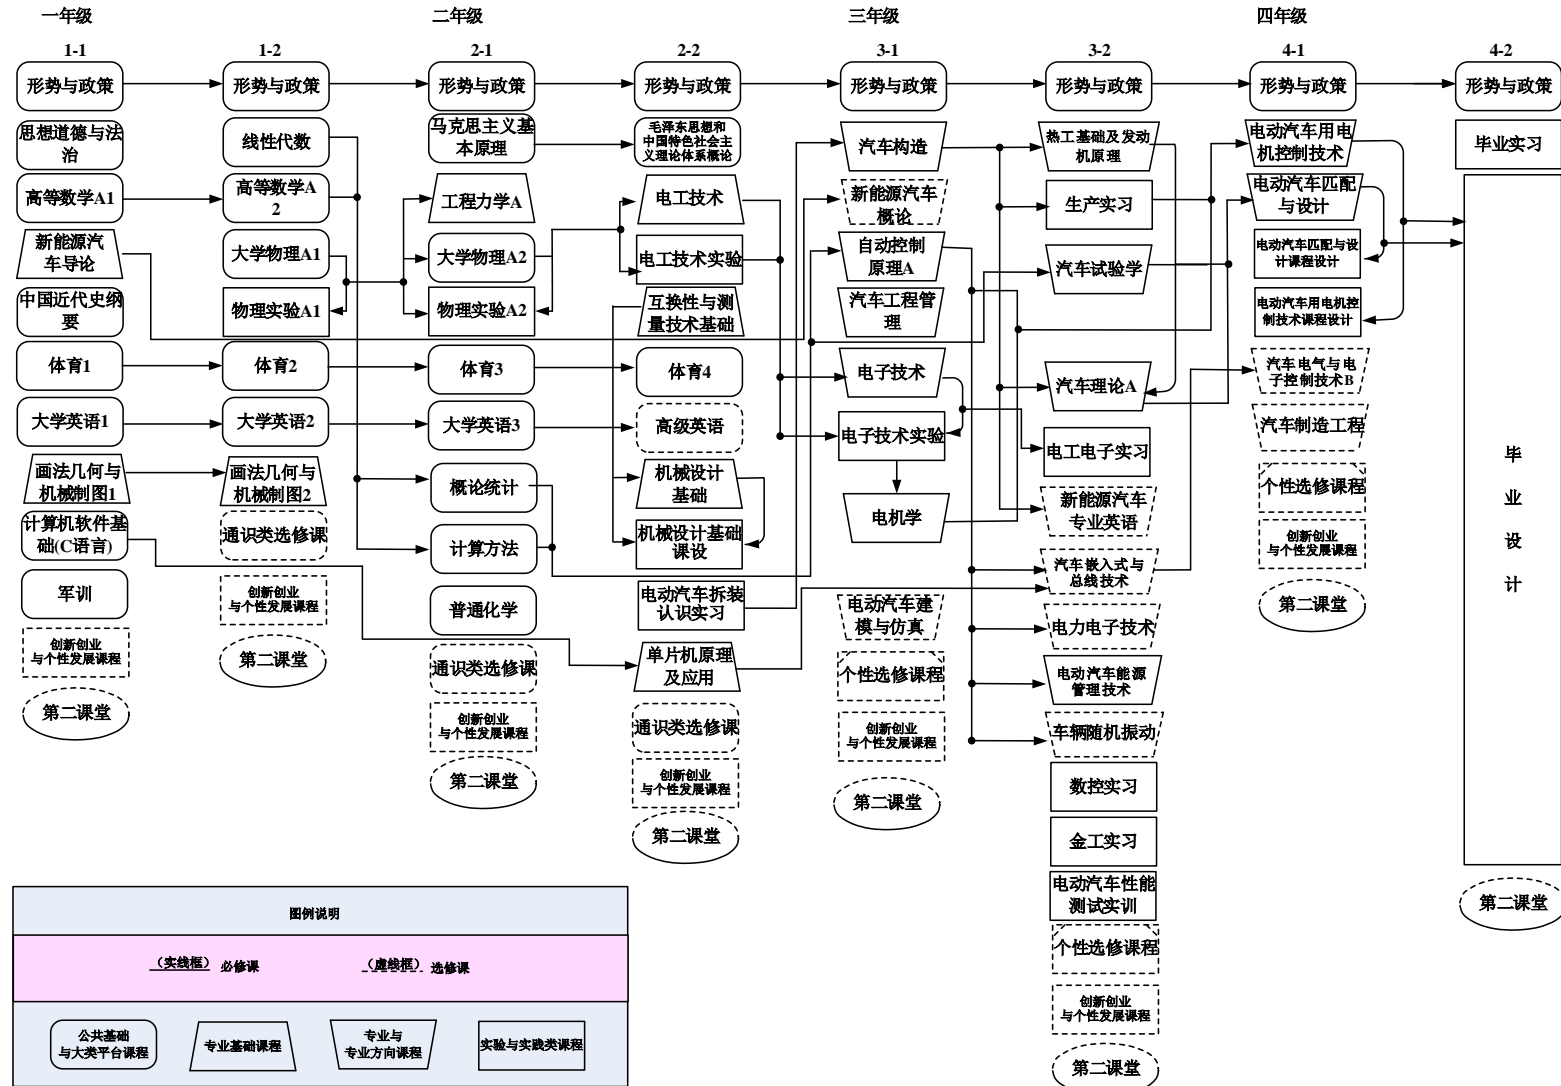 一年级
二年级
三年级
四年级
1-1
1-2
2-1
2-2
3-1
3-2
4-1
4-2
形势与政策
形势与政策
形势与政策
形势与政策
形势与政策
形势与政策
形势与政策
形势与政策
思想道德与法
治
高等数学A1
新能源汽
车导论
中国近代史纲
要
体育1
大学英语1
画法几何与
机械制图1
计算机软件基
础(C语言)
军训
创新创业
与个性发展课程
第二课堂
线性代数
高等数学A
2
大学物理A1
物理实验A1
体育2
大学英语2
画法几何与
机械制图2
通识类选修课
创新创业
与个性发展课程
第二课堂
马克思主义基
本原理
工程力学A
大学物理A2
物理实验A2
体育3
大学英语3
概论统计
计算方法
普通化学
通识类选修课
创新创业
与个性发展课程
第二课堂
毛泽东思想和
中国特色社会主
义理论体系概论
电工技术
电工技术实验
互换性与测
量技术基础
体育4
高级英语
机械设计
基础
机械设计基础
课设
电动汽车拆装
认识实习
单片机原理
及应用
通识类选修课
创新创业
与个性发展课程
第二课堂
汽车构造
新能源汽车
概论
自动控制
原理A
汽车工程管
理
电子技术
电子技术实验
电机学
电动汽车建
模与仿真
个性选修课程
创新创业
与个性发展课程
第二课堂
热工基础及发动
机原理
生产实习
汽车试验学
汽车理论A
电工电子实习
新能源汽车
专业英语
汽车嵌入式与
总线技术
电力电子技术
电动汽车能源
管理技术
车辆随机振动
数控实习
金工实习
电动汽车性能
测试实训
个性选修课程
创新创业
与个性发展课程
第二课堂
电动汽车用电
机控制技术
电动汽车匹配
与设计
电动汽车匹配与设
计课程设计
电动汽车用电机控
制技术课程设计
汽车电气与电
子控制技术B
汽车制造工程
个性选修课程
创新创业
与个性发展课程
第二课堂
毕业实习
毕
业
设
计
第二课堂
图例说明
（实线框） 必修课
（虚线框） 选修课
公共基础
与大类平台课程
专业基础课程
专业与
专业方向课程
实验与实践类课程